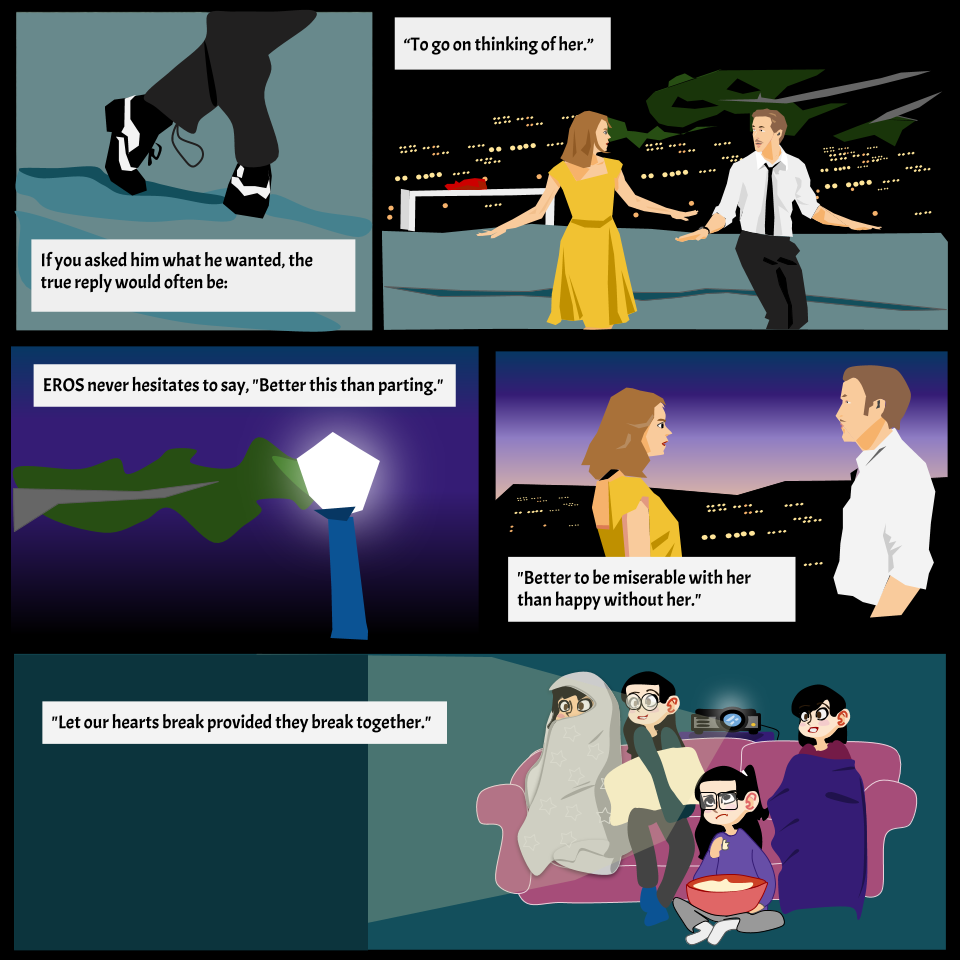 If you asked him what he wanted, the
true reply would often be:
“To go on thinking of her.”
EROS never hesitates to say, "Better this than parting."
"Better to be miserable with her
than happy without her."
"Let our hearts break provided they break together."